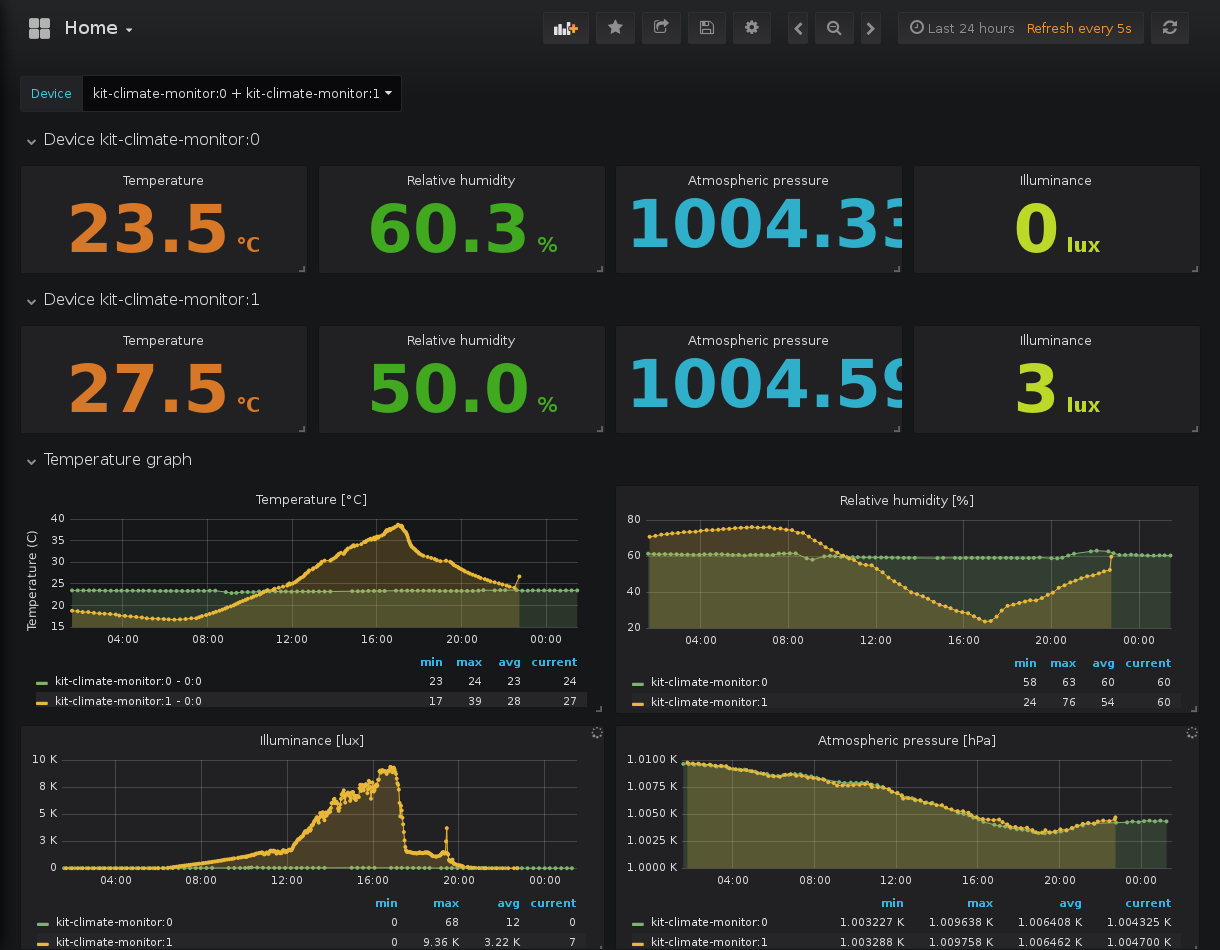 Home
Last 24 hours Refresh every 5s
Device kit-climate-monitor:0 + kit-climate-monitor:1
Device kit-climate-monitor:0
Temperature Relative humidity Atmospheric pressure Illuminance
23.5 °C 60.3 % 1004.33 0 lux
Device kit-climate-monitor:1
Temperature Relative humidity Atmospheric pressure Illuminance
27.5 °C 50.0 % 1004.59 3 lux
Temperature graph
Temperature [°C]
Temperature (C)
40
35
30
25
20
15
04:00 08:00 12:00 16:00 20:00 00:00
min max avg current
kit-climate-monitor:0 - 0:0 23 24 23 24
kit-climate-monitor:1 - 0:0 17 39 28 27
Relative humidity [%]
80
60
40
20
04:00 08:00 12:00 16:00 20:00 00:00
min max avg current
kit-climate-monitor:0 58 63 60 60
kit-climate-monitor:1 24 76 54 60
Illuminance [lux]
10 K
8 K
5 K
3 K
0
04:00 08:00 12:00 16:00 20:00 00:00
min max avg current
kit-climate-monitor:0 0 68 12 0
kit-climate-monitor:1 0 9.36 K 3.22 K 7
Atmospheric pressure [hPa]
1.0100 K
1.0075 K
1.0050 K
1.0025 K
1.0000 K
04:00 08:00 12:00 16:00 20:00 00:00
min max avg current
kit-climate-monitor:0 1.003227 K 1.009638 K 1.006408 K 1.004325 K
kit-climate-monitor:1 1.003288 K 1.009758 K 1.006462 K 1.004700 K